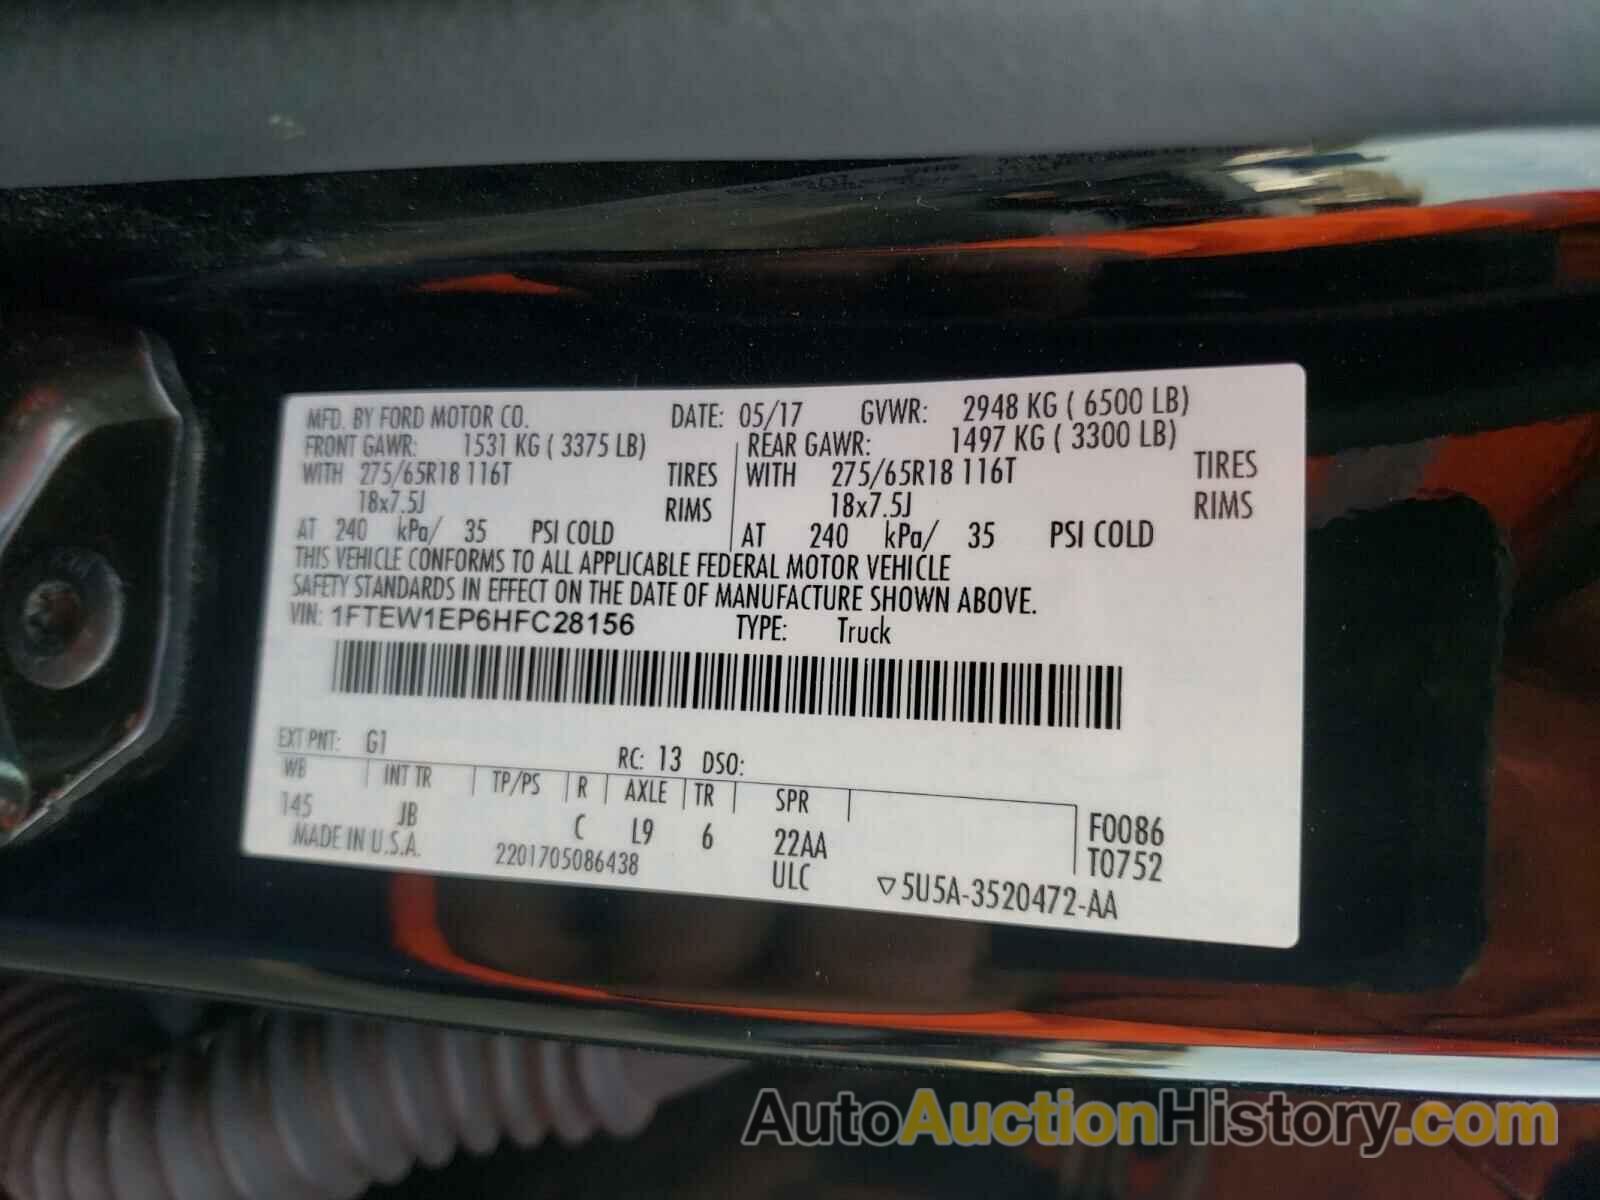 MFD. BY FORD MOTOR CO. DATE: 05/17 GVWR: 2948 KG ( 6500 LB)
FRONT GAWR: 1531 KG ( 3375 LB) REAR GAWR: 1497 KG ( 3300 LB)
WITH 275/65R18 116T TIRES WITH 275/65R18 116T TIRES
18x7.5J RIMS 18x7.5J RIMS
AT 240 kPa/ 35 PSI COLD AT 240 kPa/ 35 PSI COLD
THIS VEHICLE CONFORMS TO ALL APPLICABLE FEDERAL MOTOR VEHICLE
SAFETY STANDARDS IN EFFECT ON THE DATE OF MANUFACTURE SHOWN ABOVE.
VIN: 1FTEW1EP6HFC28156 TYPE: Truck
EXT PNT: G1 RC: 13 DSO:
WB INT TR TP/PS R AXLE TR SPR
145 JB C L9 6 22AA F0086
MADE IN U.S.A. 2201705086438 ULC T0752
▽5U5A-3520472-AA
AutoAuctionHistory.com